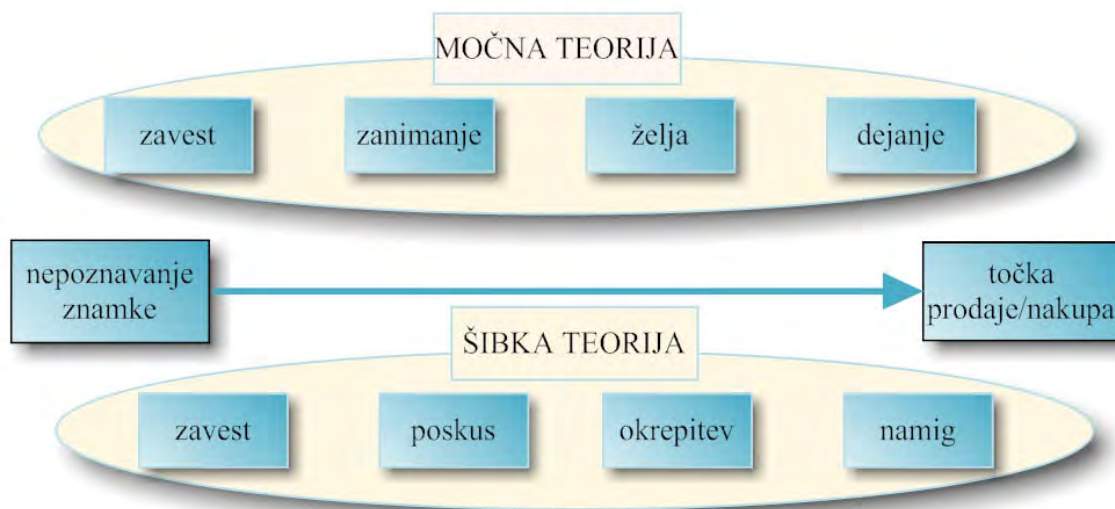 MOČNA TEORIJA
zavest
zanimanje
želja
dejanje
nepoznavanje
znamke
točka
prodaje/nakupa
ŠIBKA TEORIJA
zavest
poskus
okrepitev
namig